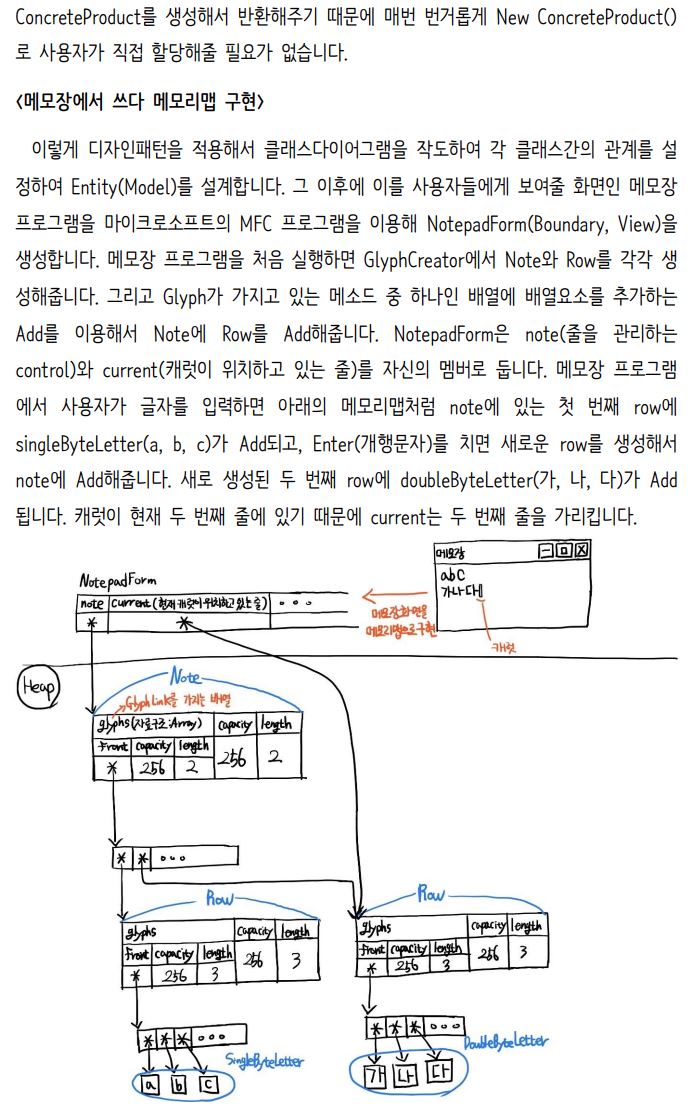 ConcreteProduct를 생성해서 반환해주기 때문에 매번 번거롭게 New ConcreteProduct()
로 사용자가 직접 할당해줄 필요가 없습니다.
<메모장에서 쓰다 메모리맵 구현>
이렇게 디자인패턴을 적용해서 클래스다이어그램을 작도하여 각 클래스간의 관계를 설
정하여 Entity(Model)를 설계합니다. 그 이후에 이를 사용자들에게 보여줄 화면인 메모장
프로그램을 마이크로소프트의 MFC 프로그램을 이용해 NotepadForm(Boundary, View)을
생성합니다. 메모장 프로그램을 처음 실행하면 GlyphCreator에서 Note와 Row를 각각 생
성해줍니다. 그리고 Glyph가 가지고 있는 메소드 중 하나인 배열에 배열요소를 추가하는
Add를 이용해서 Note에 Row를 Add해줍니다. NotepadForm은 note(줄을 관리하는
control)와 current(캐럿이 위치하고 있는 줄)를 자신의 멤버로 둡니다. 메모장 프로그램
에서 사용자가 글자를 입력하면 아래의 메모리맵처럼 note에 있는 첫 번째 row에
singleByteLetter(a, b, c)가 Add되고, Enter(개행문자)를 치면 새로운 row를 생성해서
note에 Add해줍니다. 새로 생성된 두 번째 row에 doubleByteLetter(가, 나, 다)가 Add
됩니다. 캐럿이 현재 두 번째 줄에 있기 때문에 current는 두 번째 줄을 가리킵니다.
메모장
abc
가나다
캐럿
메모장화면을
메모리맵으로구현
NotepadForm
note current(현재 캐럿이 위치하고 있는 줄) ∘∘∘
* *
Heap
Note
GlyphLink를 가지는 배열
glyphs(자료구조:Array) capacity length
front capacity length 256 2
* 256 2
* * ∘∘∘
Row
glyphs capacity length
front capacity length 256 3
* 256 3
* * * ∘∘∘
SingleByteLetter
a b c
Row
glyphs capacity length
front capacity length 256 3
* 256 3
* * * ∘∘∘
DoubleByteLetter
가 나 다